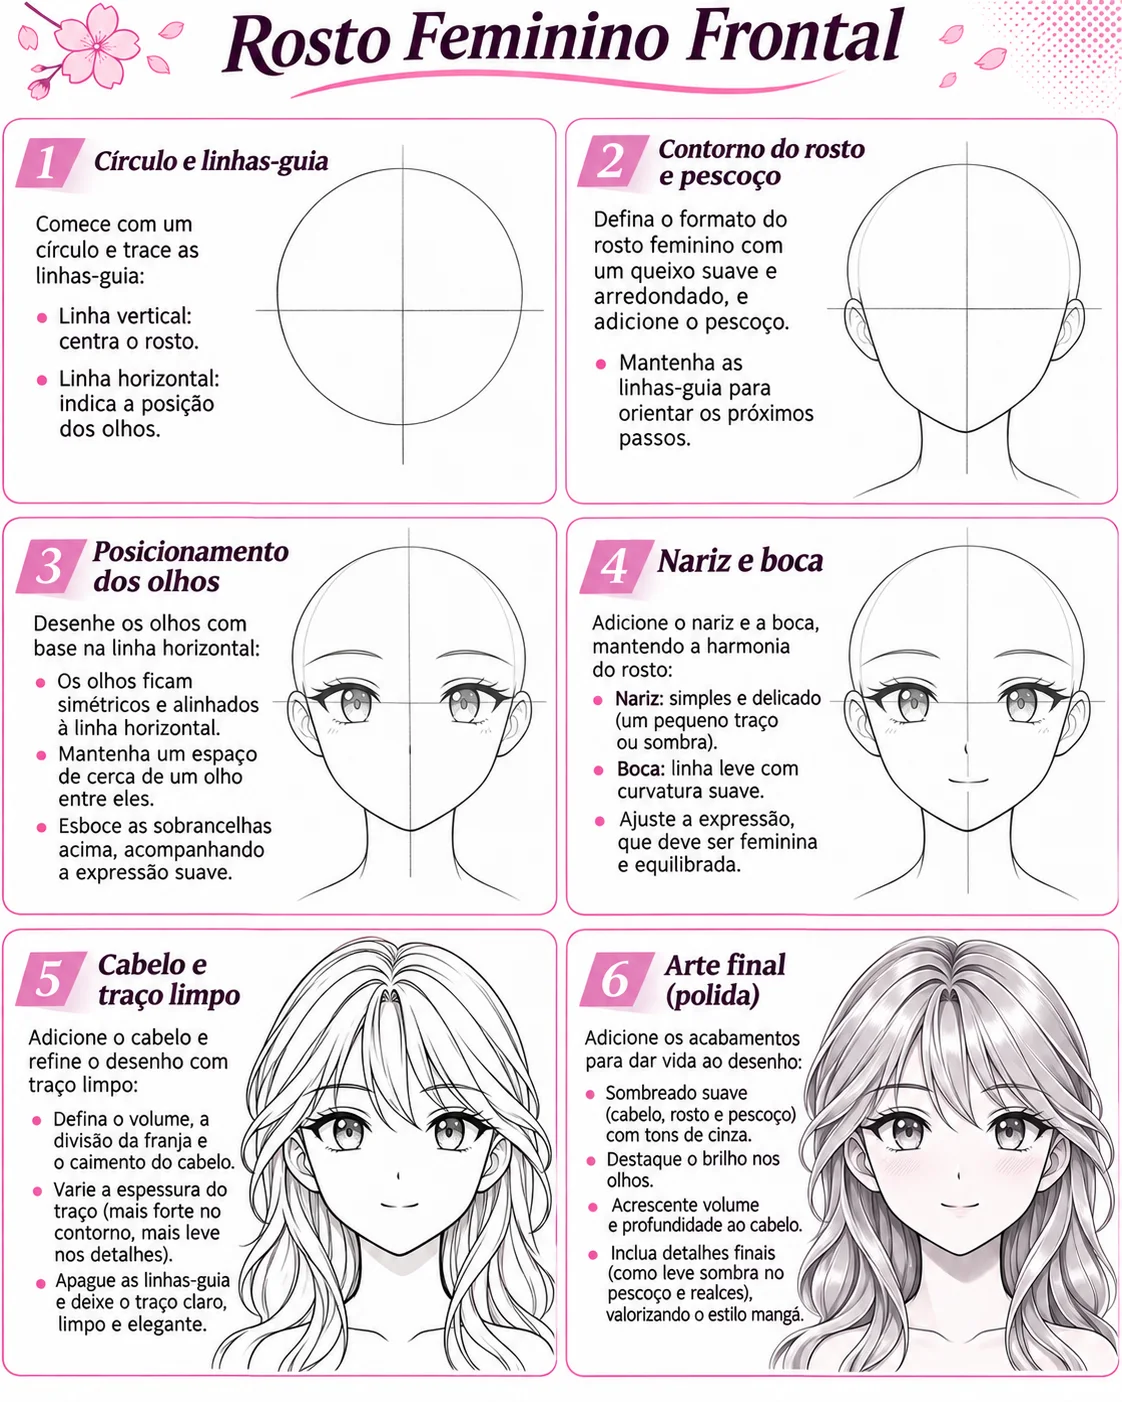 Rosto Feminino Frontal
1
Círculo e linhas-guia
Comece com um
círculo e trace as
linhas-guia:
Linha vertical:
centra o rosto.
Linha horizontal:
indica a posição
dos olhos.
2
Contorno do rosto
e pescoço
Defina o formato do
rosto feminino com
um queixo suave e
arredondado, e
adicione o pescoço.
Mantenha as
linhas-guia para
orientar os próximos
passos.
3
Posicionamento
dos olhos
Desenhe os olhos com
base na linha horizontal:
Os olhos ficam
simétricos e alinhados
à linha horizontal.
Mantenha um espaço
de cerca de um olho
entre eles.
Esboce as sobrancelhas
acima, acompanhando
a expressão suave.
4
Nariz e boca
Adicione o nariz e a boca,
mantendo a harmonia
do rosto:
Nariz: simples e delicado
(um pequeno traço
ou sombra).
Boca: linha leve com
curvatura suave.
Ajuste a expressão,
que deve ser feminina
e equilibrada.
5
Cabelo e
traço limpo
Adicione o cabelo e
refine o desenho com
traço limpo:
Defina o volume, a
divisão da franja e
o caimento do cabelo.
Varie a espessura do
traço (mais forte no
contorno, mais leve
nos detalhes).
Apague as linhas-guia
e deixe o traço claro,
limpo e elegante.
6
Arte final
(polida)
Adicione os acabamentos
para dar vida ao desenho:
Sombreado suave
(cabelo, rosto e pescoço)
com tons de cinza.
Destaque o brilho nos
olhos.
Acrescente volume
e profundidade ao cabelo.
Inclua detalhes finais
(como leve sombra no
pescoço e realces),
valorizando o estilo mangá.